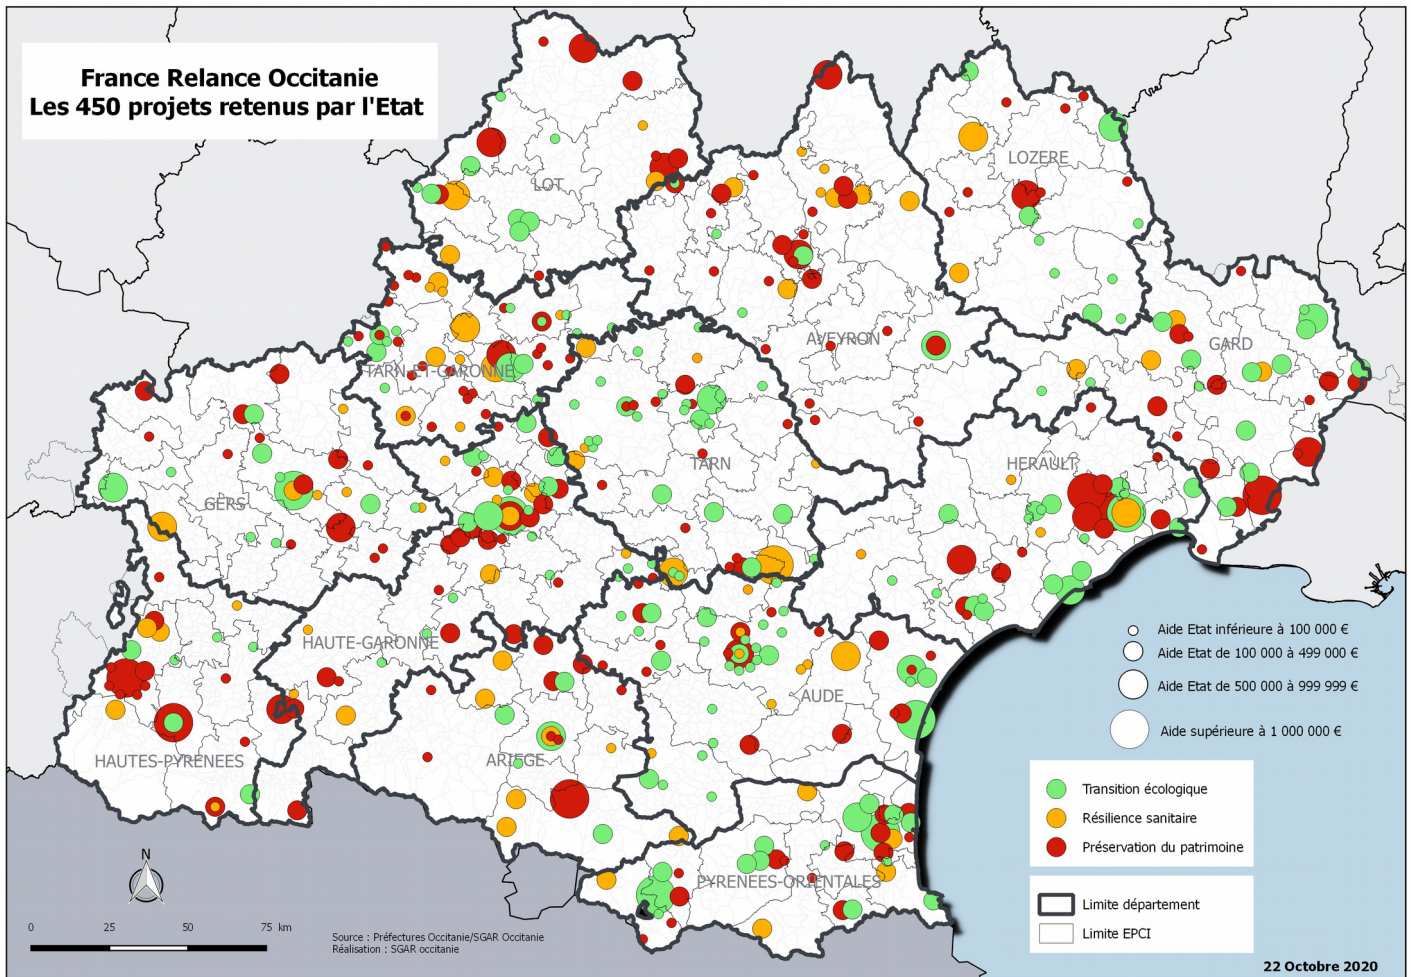 France Relance Occitanie
Les 450 projets retenus par l'Etat
LOT
LOZERE
AVEYRON
GARD
TARN-ET-GARONNE
TARN
HERAULT
GERS
HAUTE-GARONNE
AUDE
HAUTES-PYRENEES
ARIEGE
PYRENEES-ORIENTALES
Aide Etat inférieure à 100 000 €
Aide Etat de 100 000 à 499 000 €
Aide Etat de 500 000 à 999 999 €
Aide supérieure à 1 000 000 €
Transition écologique
Résilience sanitaire
Préservation du patrimoine
Limite département
Limite EPCI
N
0 25 50 75 km
Source : Préfectures Occitanie/SGAR Occitanie
Réalisation : SGAR occitanie
22 Octobre 2020